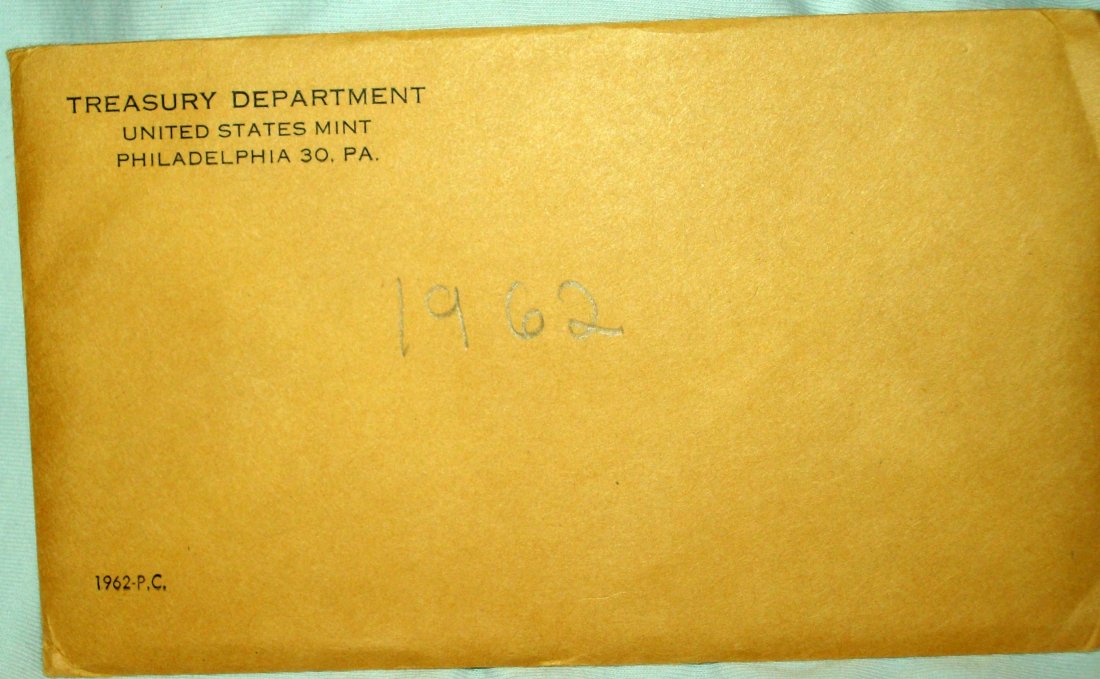 TREASURY DEPARTMENT
UNITED STATES MINT
PHILADELPHIA 30, PA.
1962
1962-P.C.